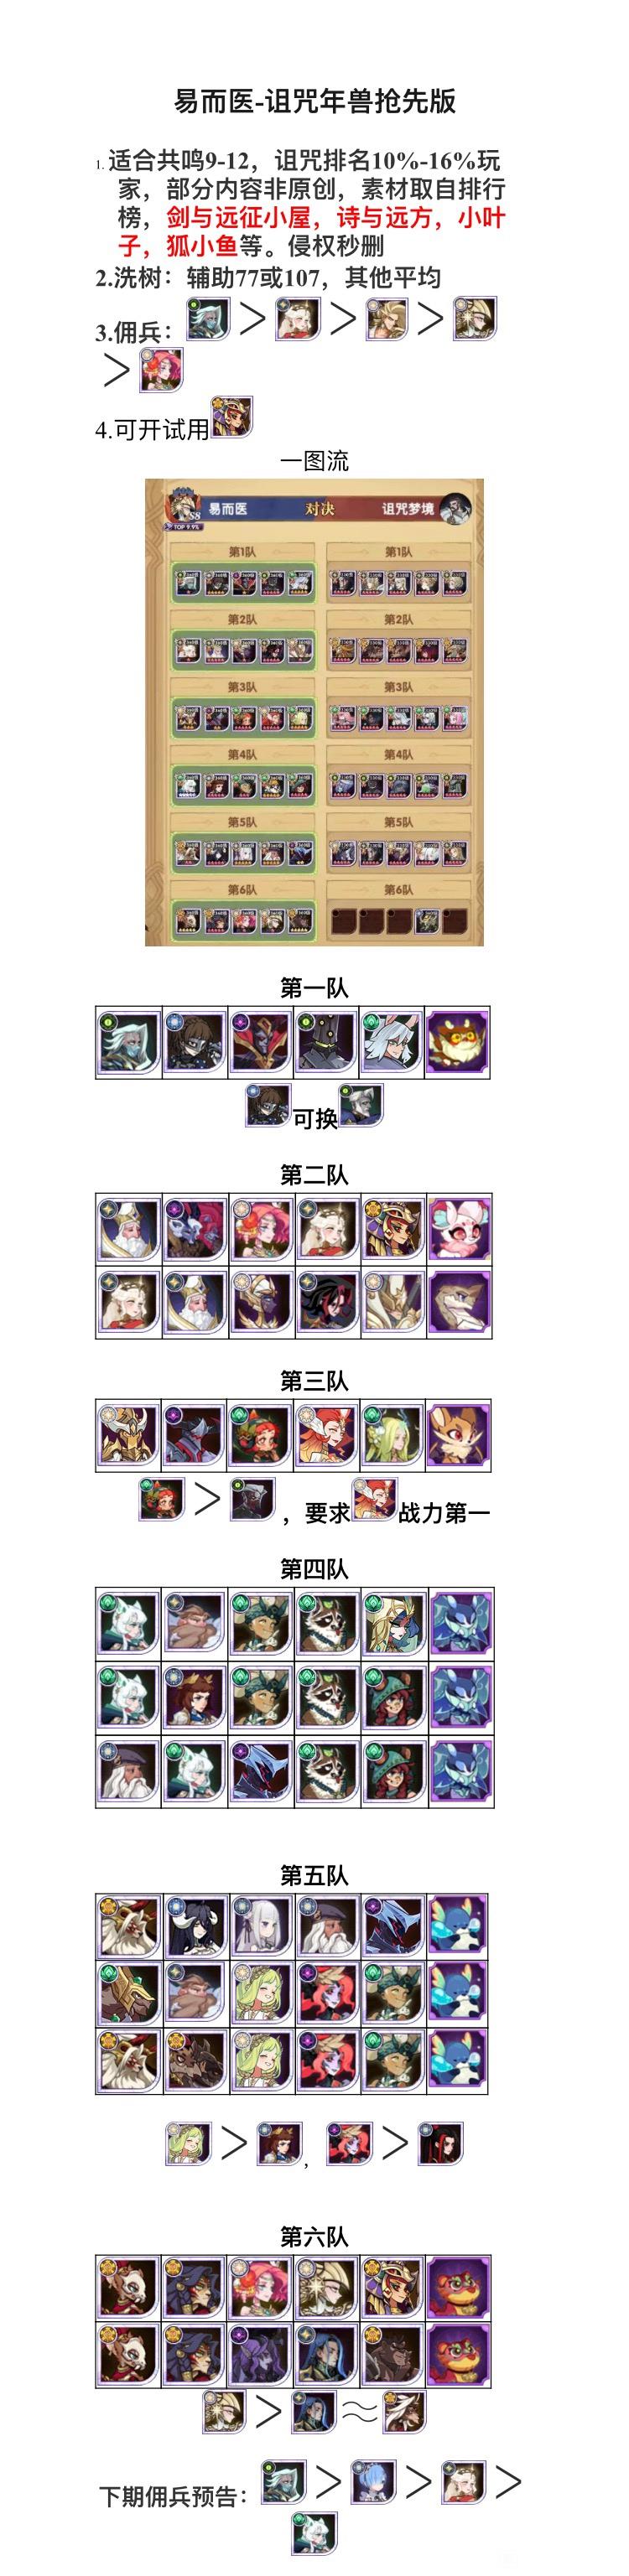 易而医-诅咒年兽抢先版
1. 适合共鸣9-12，诅咒排名10%-16%玩
家，部分内容非原创，素材取自排行
榜，剑与远征小屋，诗与远方，小叶
子，狐小鱼等。侵权秒删
2.洗树：辅助77或107，其他平均
3.佣兵： > > >
>
4.可开试用
一图流
易而医 对决 诅咒梦境
S8
TOP 9.9%
第1队 第1队
第2队 第2队
第3队 第3队
第4队 第4队
第5队 第5队
第6队 第6队
第一队
可换
第二队
第三队
> ，要求 战力第一
第四队
第五队
> ， >
第六队
> ≈
下期佣兵预告： > > >